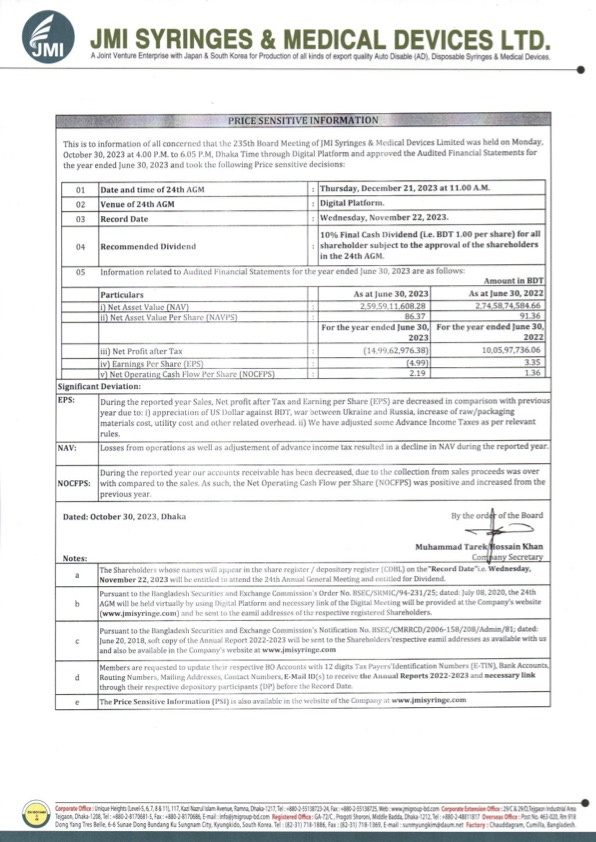 JMI
JMI SYRINGES & MEDICAL DEVICES LTD.
A Joint Venture Enterprise with Japan & South Korea for Production of all kinds of export quality Auto Disable (AD), Disposable Syringes & Medical Devices.
PRICE SENSITIVE INFORMATION
This is to information of all concerned that the 235th Board Meeting of JMI Syringes & Medical Devices Limited was held on Monday,
October 30, 2023 at 4.00 P.M. to 6.05 P.M, Dhaka Time through Digital Platform and approved the Audited Financial Statements for
the year ended June 30, 2023 and took the following Price sensitive decisions:
01 Date and time of 24th AGM : Thursday, December 21, 2023 at 11.00 A.M.
02 Venue of 24th AGM : Digital Platform.
03 Record Date : Wednesday, November 22, 2023.
04 Recommended Dividend : 10% Final Cash Dividend (i.e. BDT 1.00 per share) for all
shareholder subject to the approval of the shareholders
in the 24th AGM.
05 Information related to Audited Financial Statements for the year ended June 30, 2023 are as follows:
Amount in BDT
Particulars As at June 30, 2023 As at June 30, 2022
i) Net Asset Value (NAV) : 2,59,59,11,608.28 2,74,58,74,584.66
ii) Net Asset Value Per Share (NAVPS) : 86.37 91.36
For the year ended June 30, For the year ended June 30,
2023 2022
iii) Net Profit after Tax : (14,99,62,976.38) 10,05,97,736.06
iv) Earnings Per Share (EPS) : (4.99) 3.35
v) Net Operating Cash Flow Per Share (NOCFPS) : 2.19 1.36
Significant Deviation:
EPS: During the reported year Sales, Net profit after Tax and Earning per Share (EPS) are decreased in comparison with previous
year due to: i) appreciation of US Dollar against BDT, war between Ukraine and Russia, increase of raw/packaging
materials cost, utility cost and other related overhead. ii) We have adjusted some Advance Income Taxes as per relevant
rules.
NAV: Losses from operations as well as adjustement of advance income tax resulted in a decline in NAV during the reported year.
NOCFPS: During the reported year our accounts receivable has been decreased, due to the collection from sales proceeds was over
with compared to the sales. As such, the Net Operating Cash Flow per Share (NOCFPS) was positive and increased from the
previous year.
Dated: October 30, 2023, Dhaka By the order of the Board
Muhammad Tarek Hossain Khan
Company Secretary
Notes:
a The Shareholders whose names will appear in the share register / depository register (CDBL) on the "Record Date" i.e. Wednesday,
November 22, 2023 will be entitled to attend the 24th Annual General Meeting and entitled for Dividend.
b Pursuant to the Bangladesh Securities and Exchange Commission's Order No. BSEC/SRMIC/94-231/25; dated: July 08, 2020, the 24th
AGM will be held virtually by using Digital Platform and necessary link of the Digital Meeting will be provided at the Company's website
(www.jmisyringe.com) and be sent to the eamil addresses of the respective registered Shareholders.
c Pursuant to the Bangladesh Securities and Exchange Commission's Notification No. BSEC/CMRRCD/2006-158/208/Admin/81; dated:
June 20, 2018, soft copy of the Annual Report 2022-2023 will be sent to the Shareholders'respective eamil addresses as available with us
and also be available in the Company's website at www.jmisyringe.com
d Members are requested to update their respective BO Accounts with 12 digits Tax Payers'Identification Numbers (E-TIN), Bank Accounts,
Routing Numbers, Mailing Addresses, Contact Numbers, E-Mail ID(s) to receive the Annual Reports 2022-2023 and necessary link
through their respective depository participants (DP) before the Record Date.
e The Price Sensitive Information (PSI) is also available in the website of the Company at www.jmisyringe.com
Corporate Office : Unique Heights (Level-5, 6, 7, 8 & 11), 117, Kazi Nazrul Islam Avenue, Ramna, Dhaka-1217, Tel : +880-2-55138723-24, Fax : +880-2-55138725, Web : www.jmigroup-bd.com Corporate Extension Office : 29/C & 29/D,Tejgaon Industrial Area
Tejgaon, Dhaka-1208, Tel : +880-2-8170681-5, Fax : +880-2-8170686, E-mail : info@jmigroup-bd.com Registered Office : GA-72/C, Progoti Shoroni, Middle Badda, Dhaka-1212, Tel : +880-2-48811817 Overseas Office : Post No. 463-020, Rm 918
Dong Yang Tres Belle, 6-6 Sunae Dong Bundang Ku Sungnam City, Kyungkido, South Korea. Tel : (82-31) 718-1886, Fax : (82-31) 718-1369, E-mail : sunmyungkim@daum.net Factory : Chauddagram, Cumilla, Bangladesh.